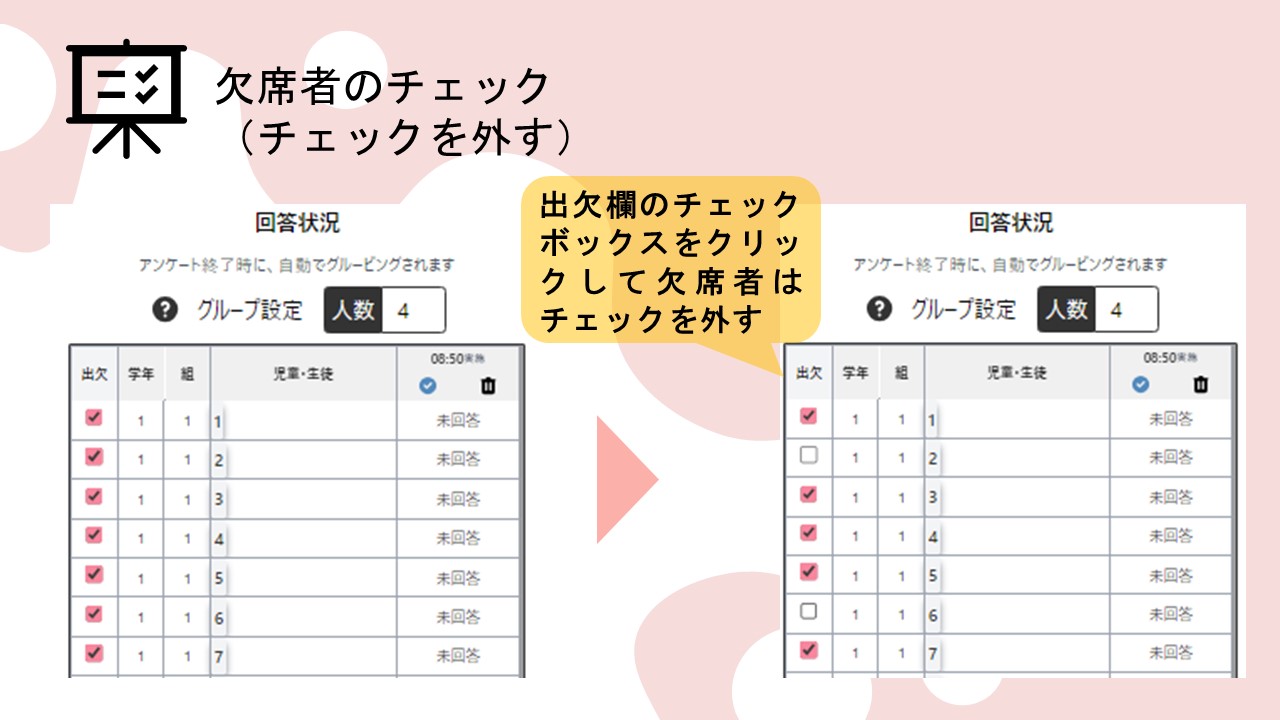 欠席者のチェック
（チェックを外す）
出欠欄のチェック
ボックスをクリッ
クして欠席者は
チェックを外す
回答状況
アンケート終了時に、自動でグルーピングされます
? グループ設定 人数 4
08:50実施
出欠 学年 組 児童・生徒
1 1 1 未回答
1 1 2 未回答
1 1 3 未回答
1 1 4 未回答
1 1 5 未回答
1 1 6 未回答
1 1 7 未回答
回答状況
アンケート終了時に、自動でグルーピングされます
? グループ設定 人数 4
08:50実施
出欠 学年 組 児童・生徒
1 1 1 未回答
1 1 2 未回答
1 1 3 未回答
1 1 4 未回答
1 1 5 未回答
1 1 6 未回答
1 1 7 未回答